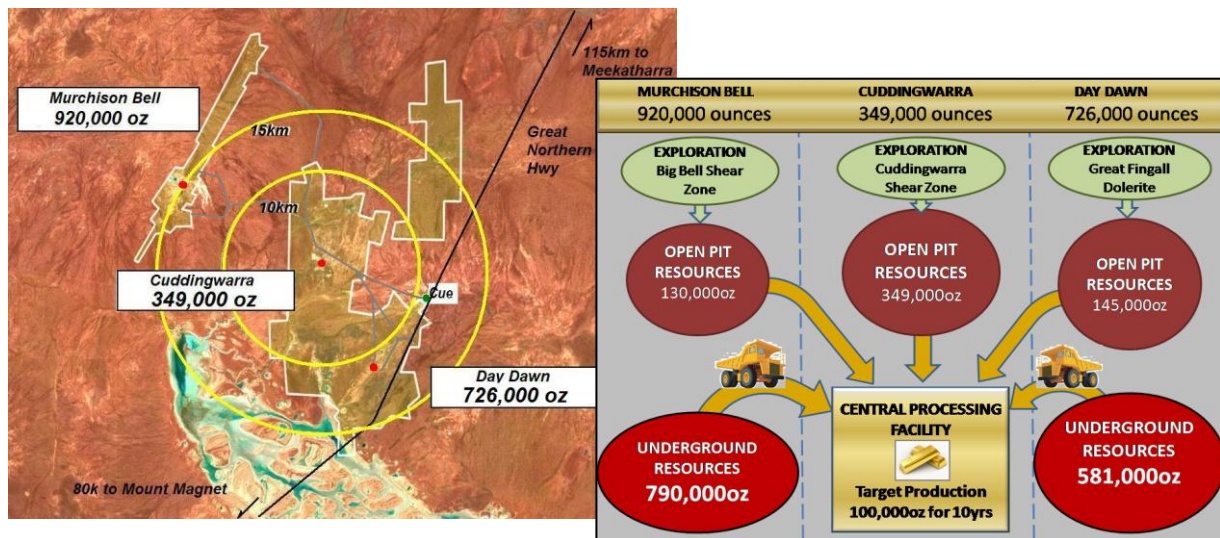 115km to
Meekatharra
Murchison Bell
920,000 oz
15km
Great
Northern
Hwy
10km
Cuddingwarra
349,000 oz
Cue
Day Dawn
726,000 oz
80k to Mount Magnet
MURCHISON BELL
920,000 ounces
CUDDINGWARRA
349,000 ounces
DAY DAWN
726,000 ounces
EXPLORATION
Big Bell Shear
Zone
EXPLORATION
Cuddingwarra
Shear Zone
EXPLORATION
Great Fingall
Dolerite
OPEN PIT
RESOURCES
130,000oz
OPEN PIT
RESOURCES
349,000oz
OPEN PIT
RESOURCES
145,000oz
UNDERGROUND
RESOURCES
790,000oz
CENTRAL PROCESSING
FACILITY
Target Production
100,000oz for 10yrs
UNDERGROUND
RESOURCES
581,000oz